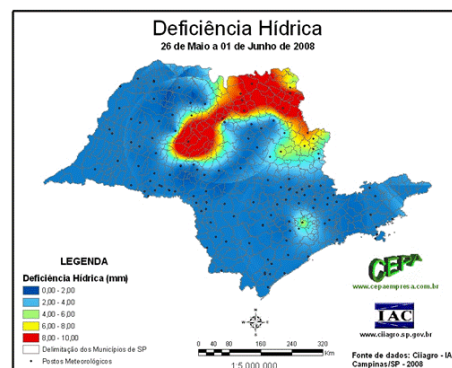 Deficiência Hídrica
26 de Maio a 01 de Junho de 2008
LEGENDA
Deficiência Hídrica (mm)
0,00 - 2,00
2,00 - 4,00
4,00 - 6,00
6,00 - 8,00
8,00 - 10,00
Delimitação dos Municípios de SP
Postos Meteorológicos
0 40 80 160 240 320
Km
1:5.000.000
CEPA
www.cepaempresa.com.br
IAC
www.ciiagro.sp.gov.br
Fonte de dados: Ciiagro - IA
Campinas/SP - 2008